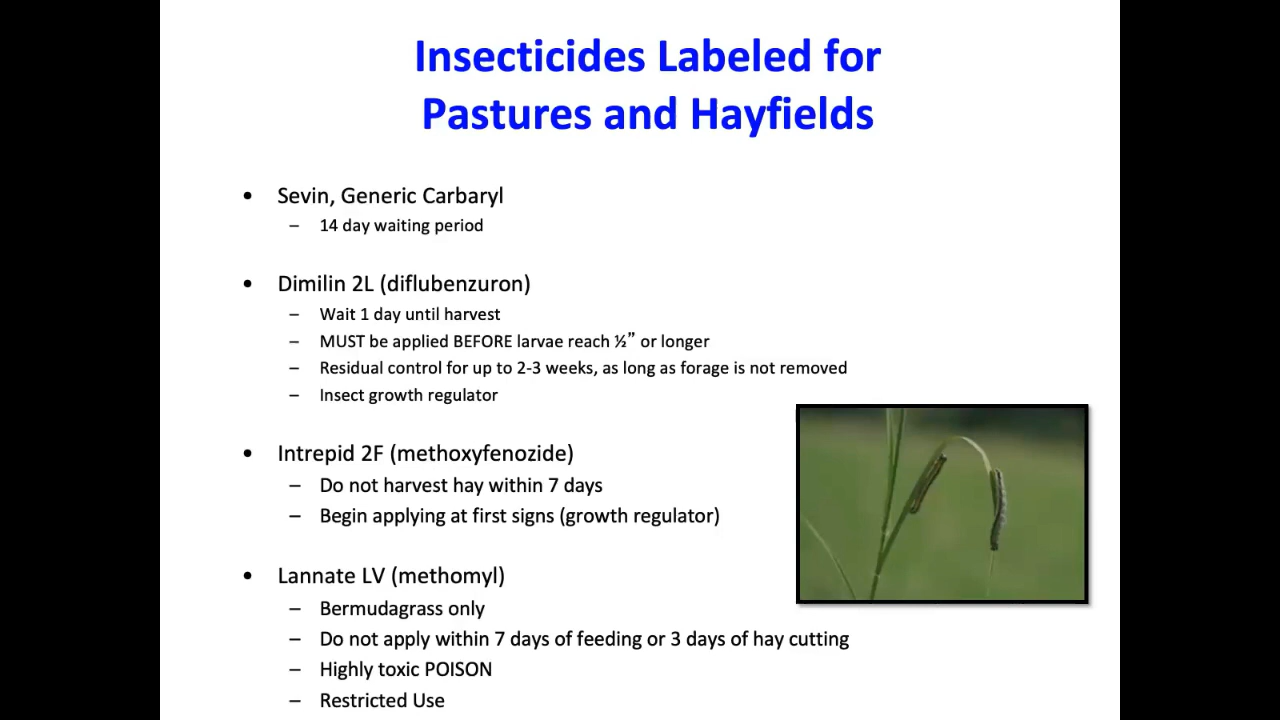 Insecticides Labeled for
Pastures and Hayfields
• Sevin, Generic Carbaryl
– 14 day waiting period
• Dimilin 2L (diflubenzuron)
– Wait 1 day until harvest
– MUST be applied BEFORE larvae reach ½” or longer
– Residual control for up to 2-3 weeks, as long as forage is not removed
– Insect growth regulator
• Intrepid 2F (methoxyfenozide)
– Do not harvest hay within 7 days
– Begin applying at first signs (growth regulator)
• Lannate LV (methomyl)
– Bermudagrass only
– Do not apply within 7 days of feeding or 3 days of hay cutting
– Highly toxic POISON
– Restricted Use